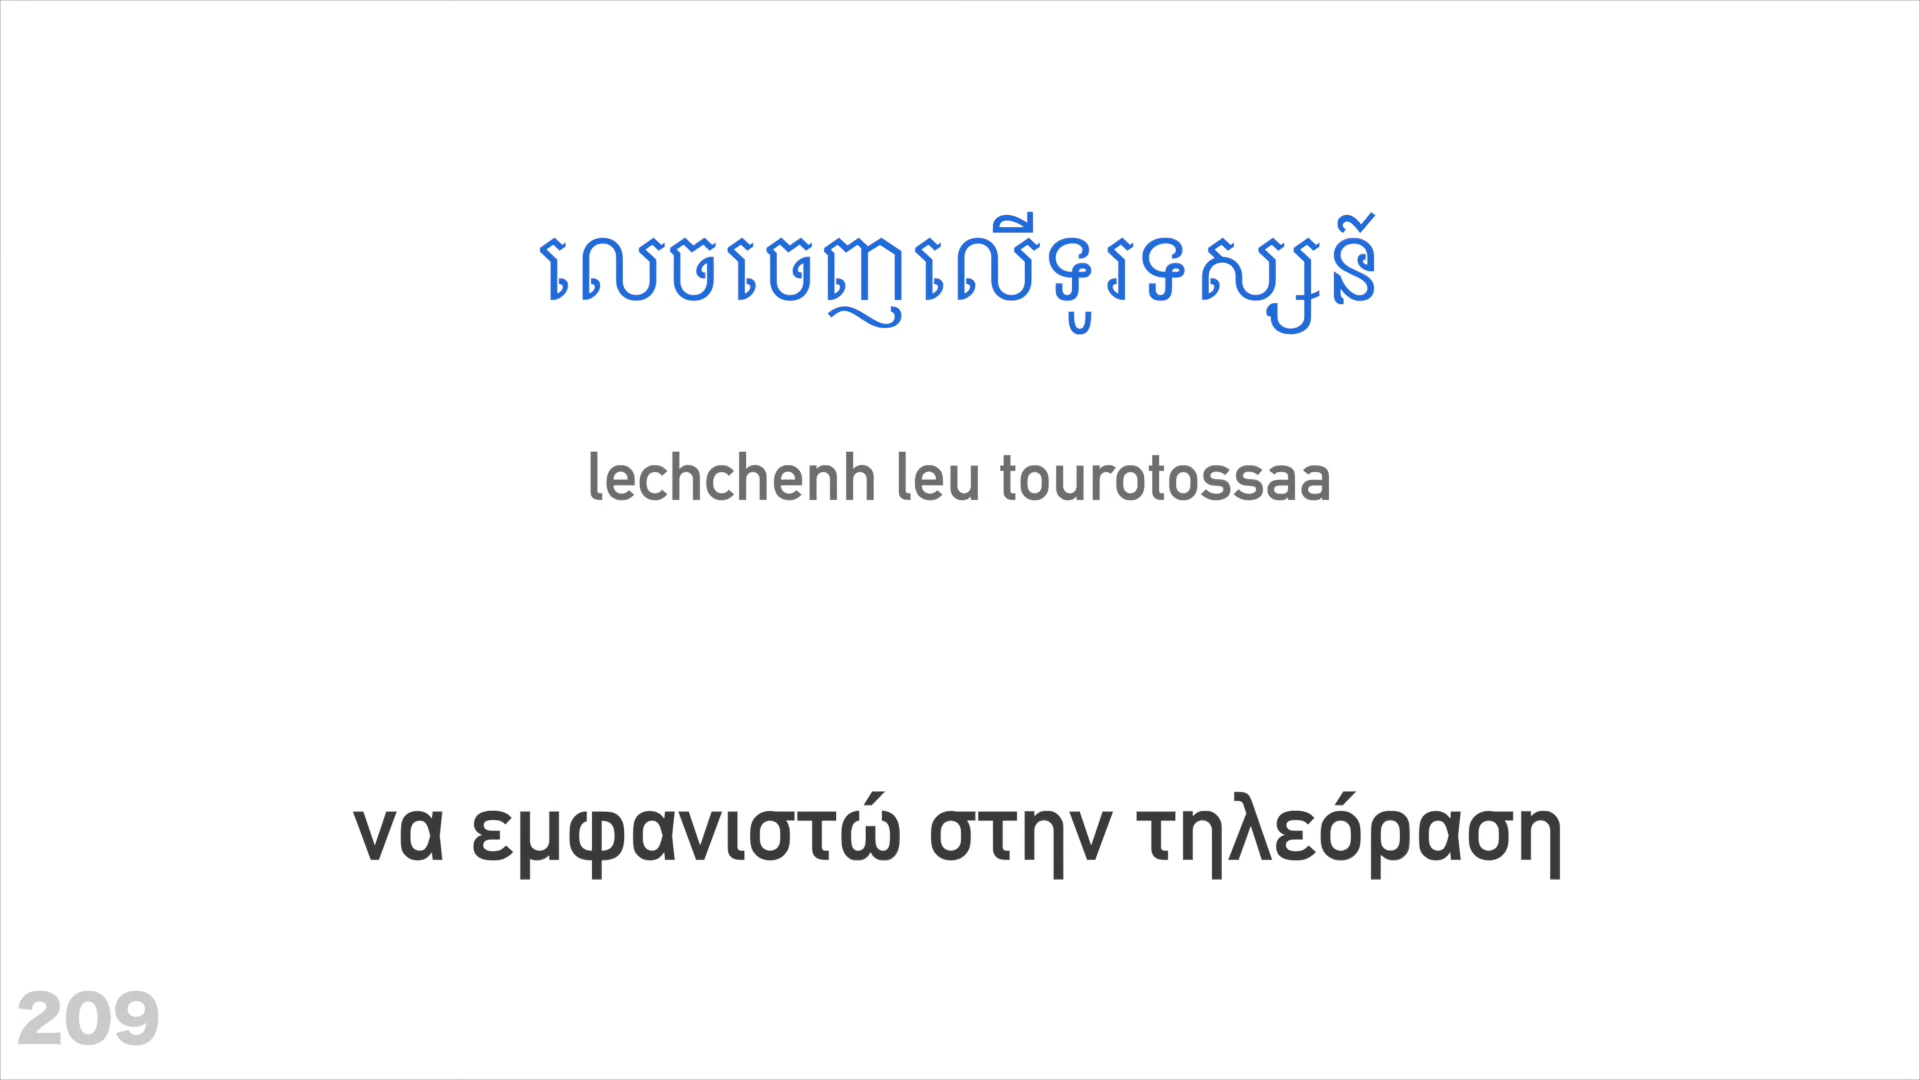 លេចចេញលើទូរទស្សន៍
lechchenh leu tourotossaa
να εμφανιστώ στην τηλεόραση
209